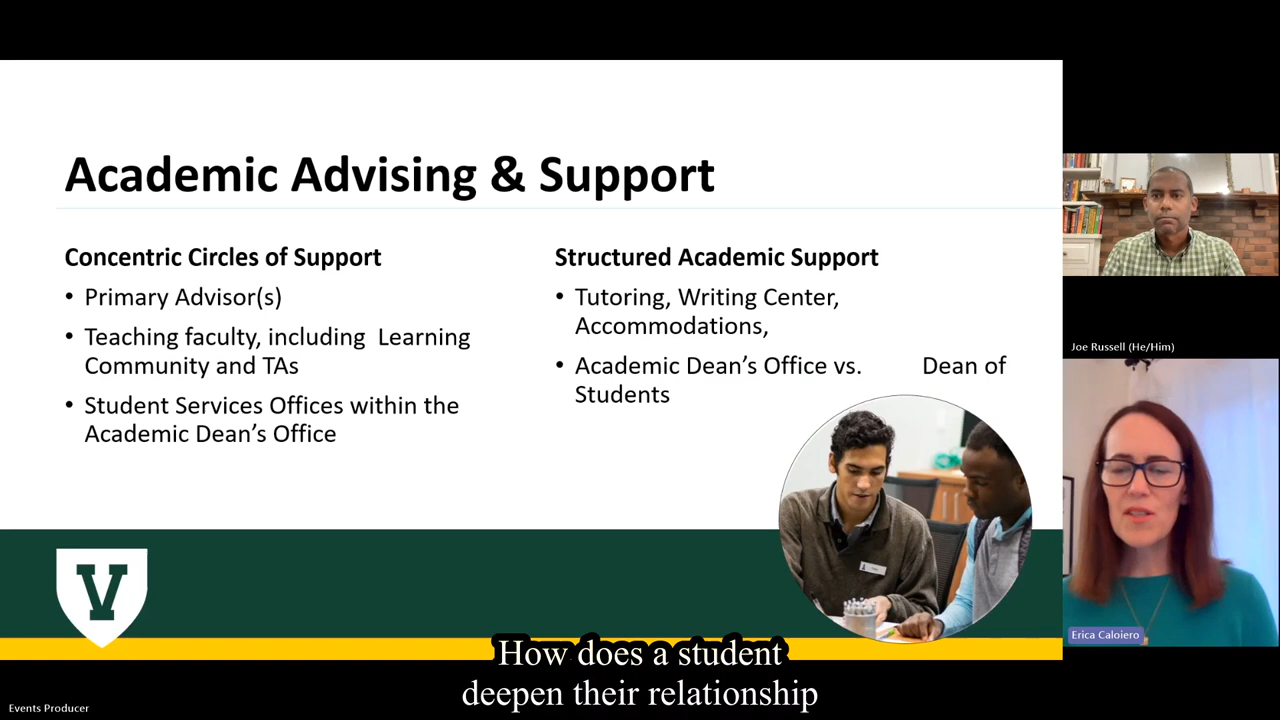 Academic Advising & Support
Concentric Circles of Support
• Primary Advisor(s)
• Teaching faculty, including Learning
Community and TAs
• Student Services Offices within the
Academic Dean's Office
Structured Academic Support
• Tutoring, Writing Center,
Accommodations,
• Academic Dean's Office vs. Dean of
Students
V
Joe Russell (He/Him)
Erica Caloiero
How does a student
deepen their relationship
Events Producer